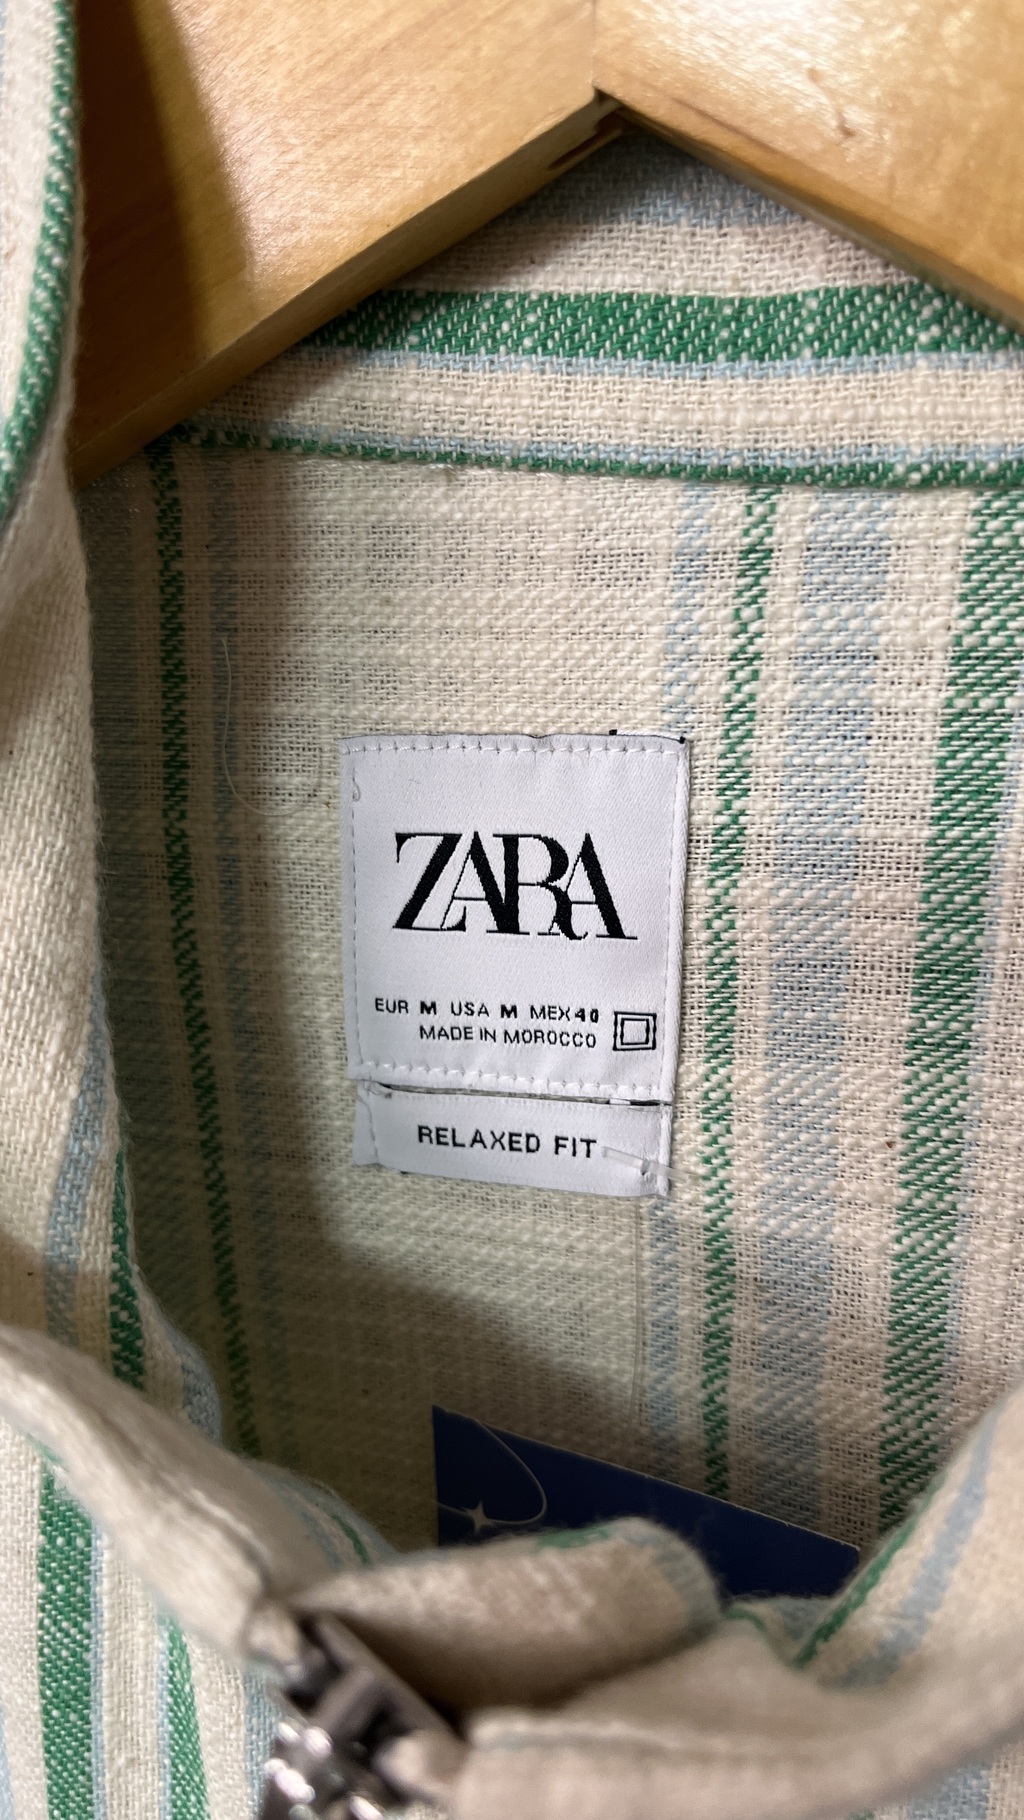 ZARA
EUR M USA M MEX 40
MADE IN MOROCCO
RELAXED FIT